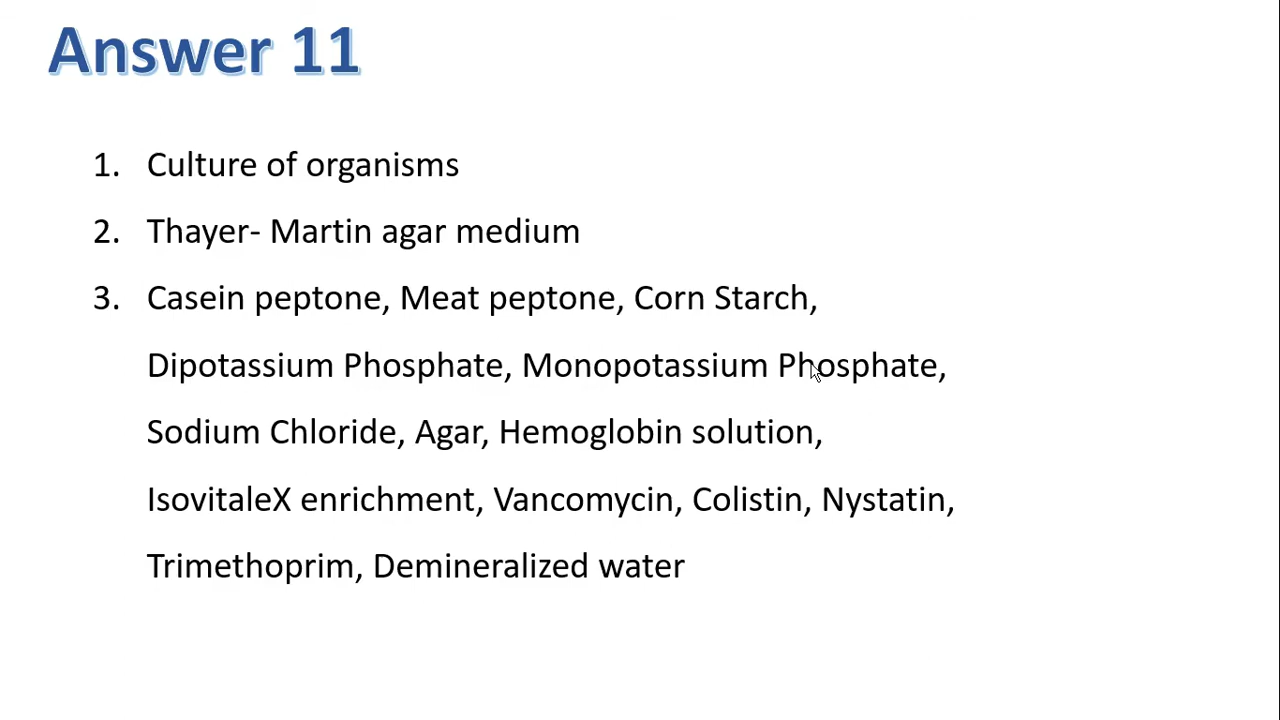 Answer 11
1. Culture of organisms
2. Thayer- Martin agar medium
3. Casein peptone, Meat peptone, Corn Starch,
Dipotassium Phosphate, Monopotassium Phosphate,
Sodium Chloride, Agar, Hemoglobin solution,
IsovitaleX enrichment, Vancomycin, Colistin, Nystatin,
Trimethoprim, Demineralized water